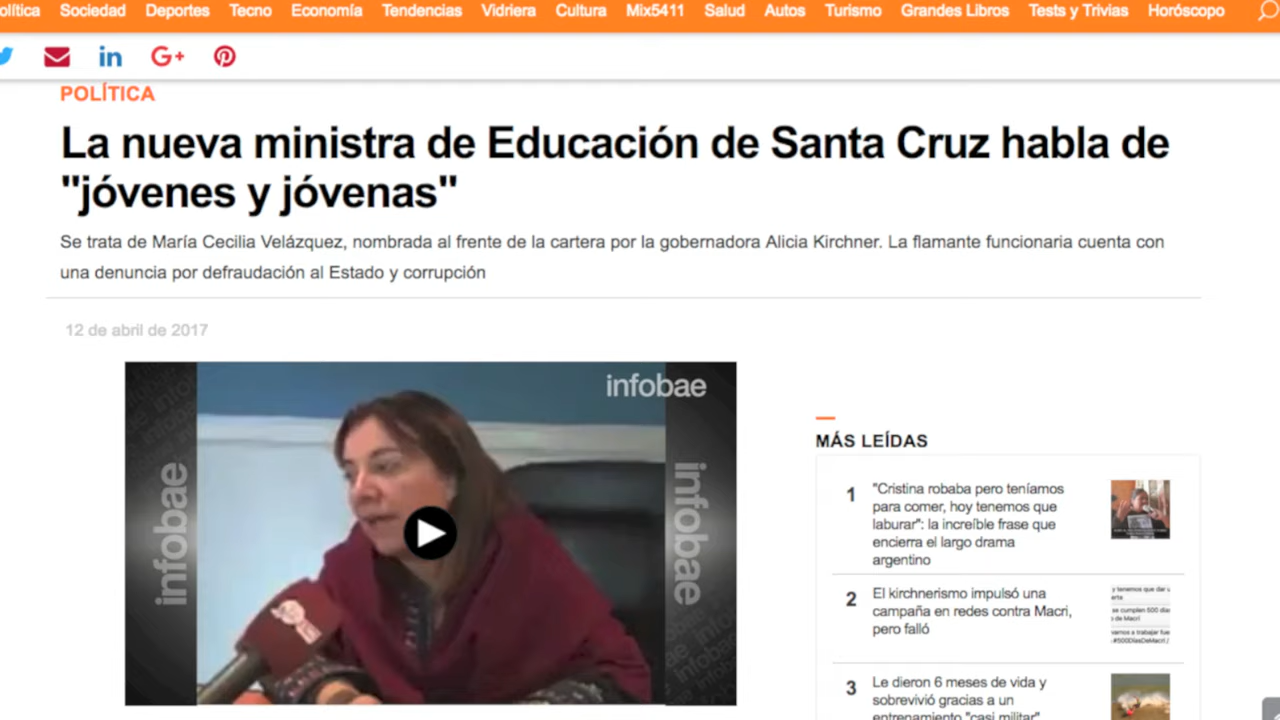 Sociedad Deportes Tecno Economía Tendencias Vidriera Cultura Mix5411 Salud Autos Turismo Grandes Libros Tests y Trivias Horóscopo
in G+
POLÍTICA
La nueva ministra de Educación de Santa Cruz habla de
"jóvenes y jóvenas"
Se trata de María Cecilia Velázquez, nombrada al frente de la cartera por la gobernadora Alicia Kirchner. La flamante funcionaria cuenta con
una denuncia por defraudación al Estado y corrupción
12 de abril de 2017
infobae
infobae
infobae
MÁS LEÍDAS
1 "Cristina robaba pero teníamos
para comer, hoy tenemos que
laburar": la increíble frase que
encierra el largo drama
argentino
2 El kirchnerismo impulsó una
campaña en redes contra Macri,
pero falló
3 Le dieron 6 meses de vida y
sobrevivió gracias a un
entrenamiento "casi militar"